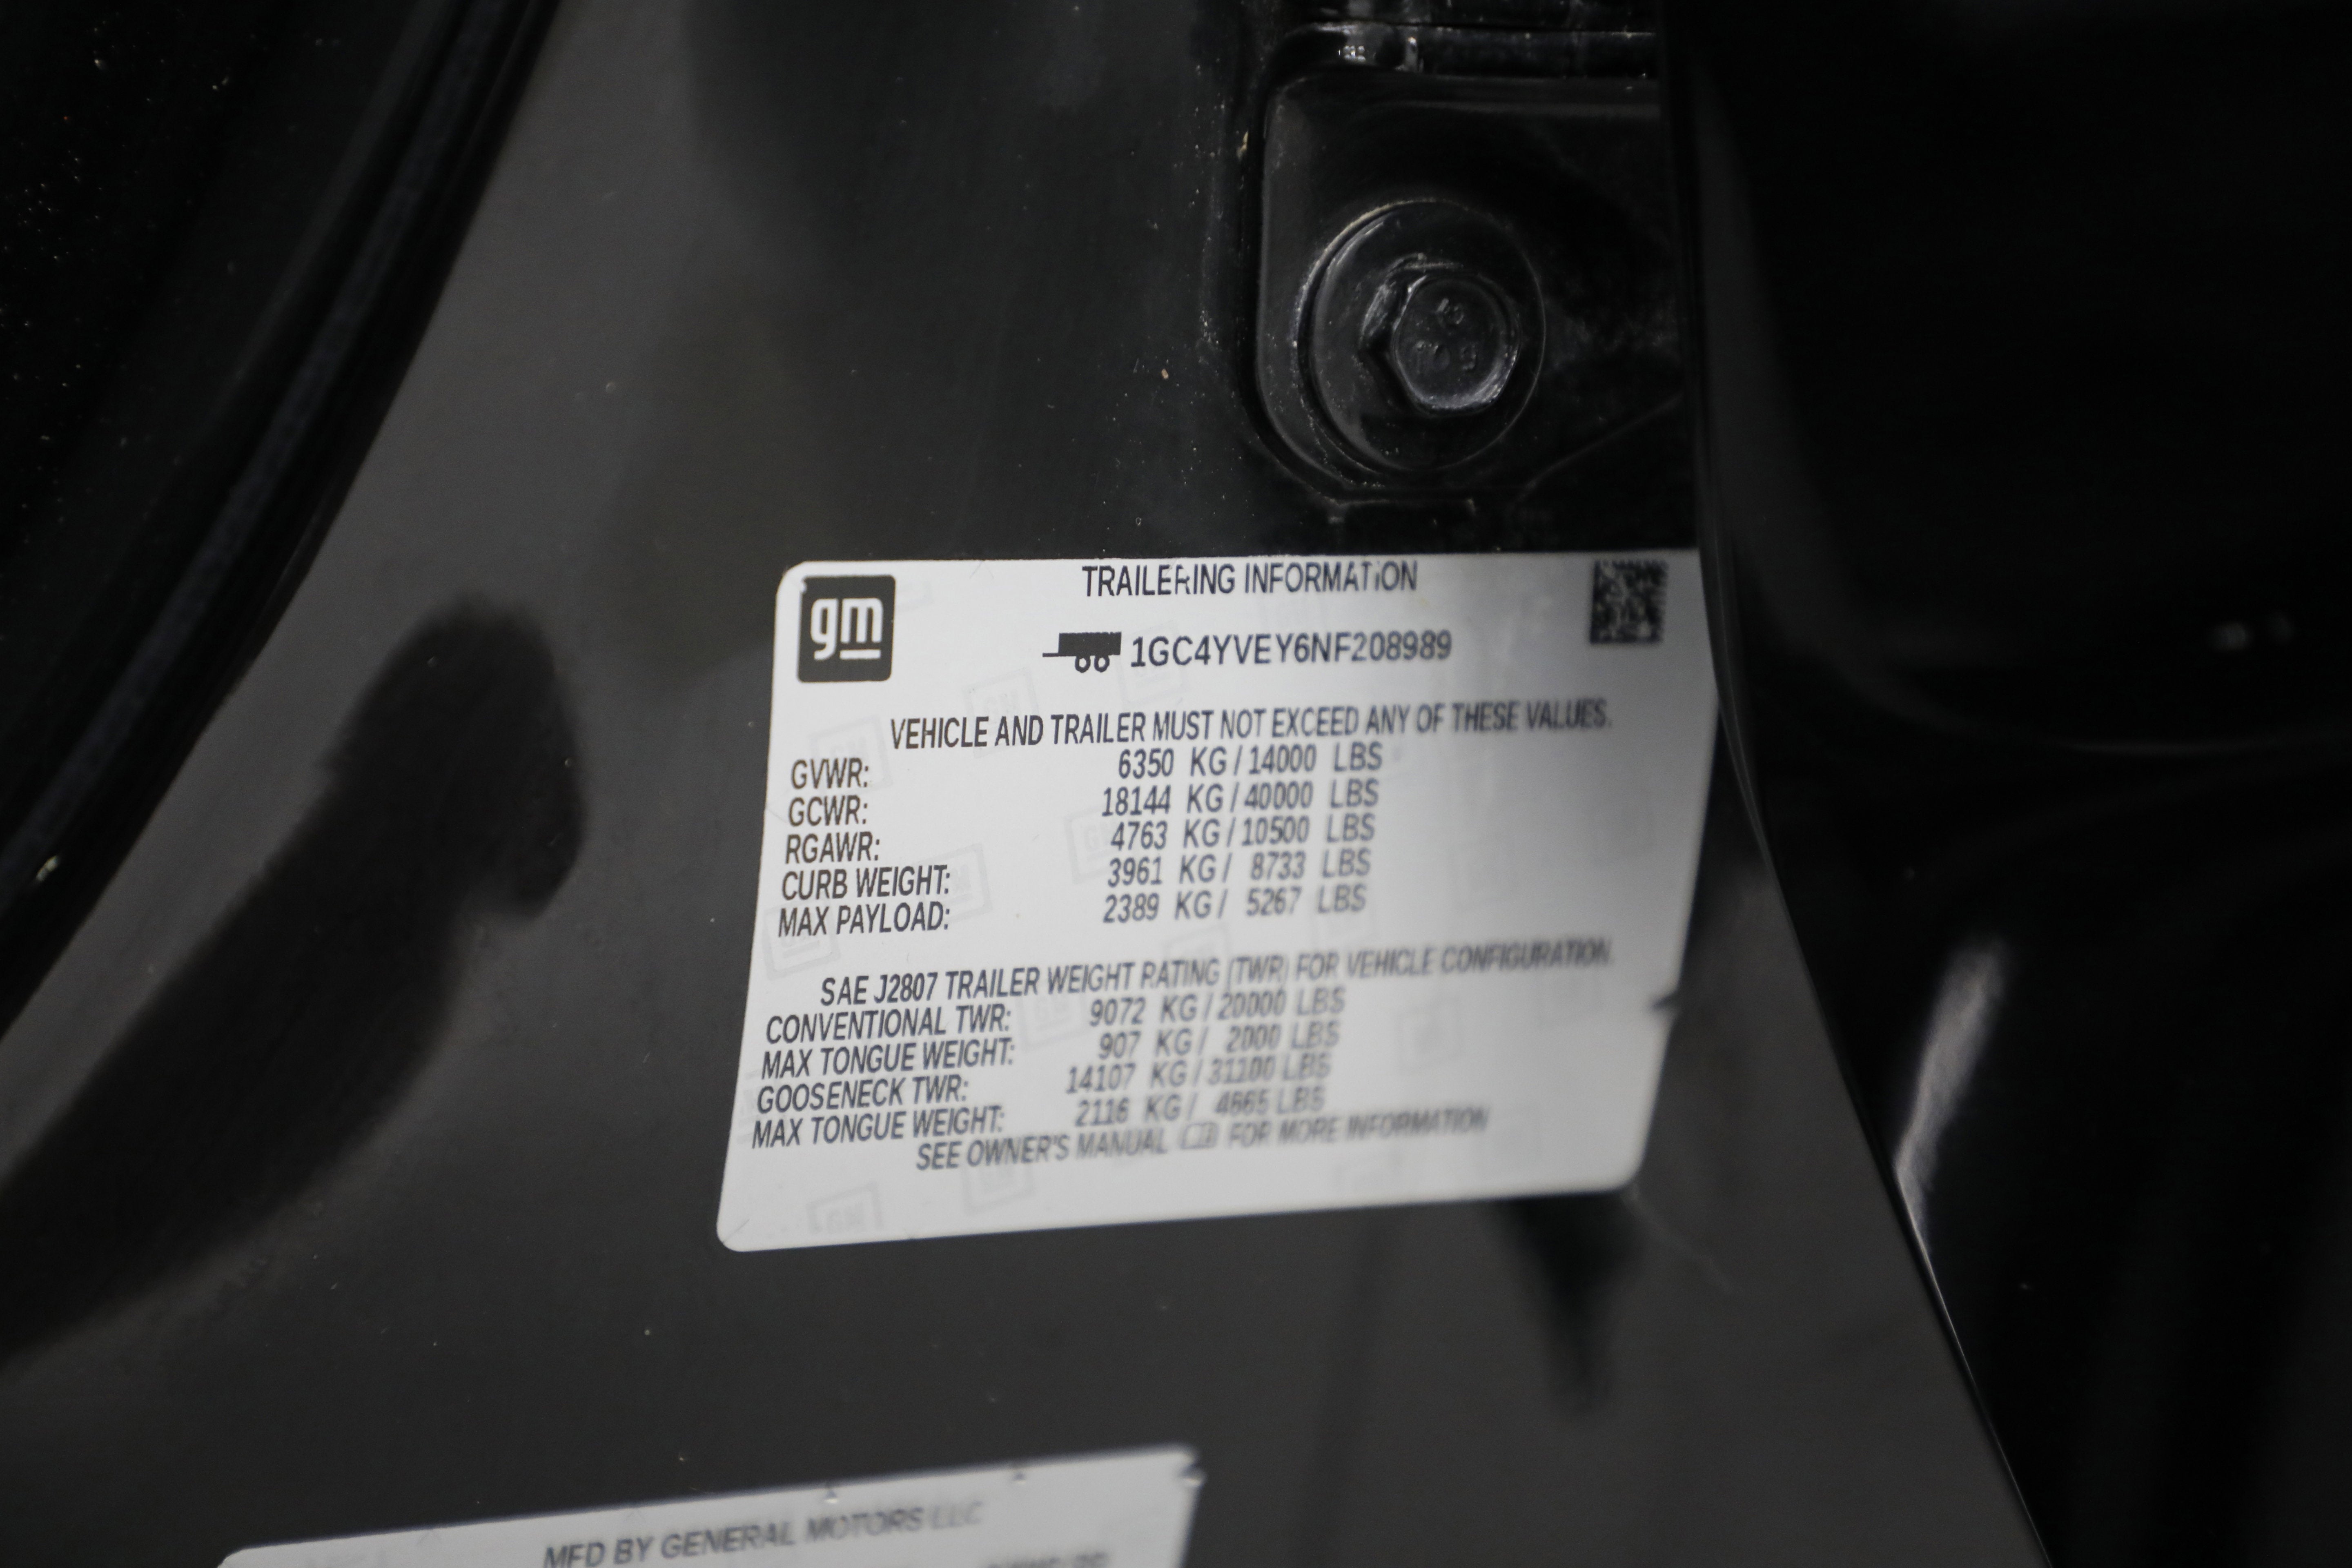 10.9
gm
TRAILERING INFORMATION
1GC4YVEY6NF208989
VEHICLE AND TRAILER MUST NOT EXCEED ANY OF THESE VALUES.
GVWR: 6350 KG / 14000 LBS
GCWR: 18144 KG / 40000 LBS
RGAWR: 4763 KG / 10500 LBS
CURB WEIGHT: 3961 KG / 8733 LBS
MAX PAYLOAD: 2389 KG / 5267 LBS
SAE J2807 TRAILER WEIGHT RATING (TWR) FOR VEHICLE CONFIGURATION.
CONVENTIONAL TWR: 9072 KG / 20000 LBS
MAX TONGUE WEIGHT: 907 KG / 2000 LBS
GOOSENECK TWR: 14107 KG / 31100 LBS
MAX TONGUE WEIGHT: 2116 KG / 4665 LBS
SEE OWNER'S MANUAL FOR MORE INFORMATION
MFD BY GENERAL MOTORS LLC